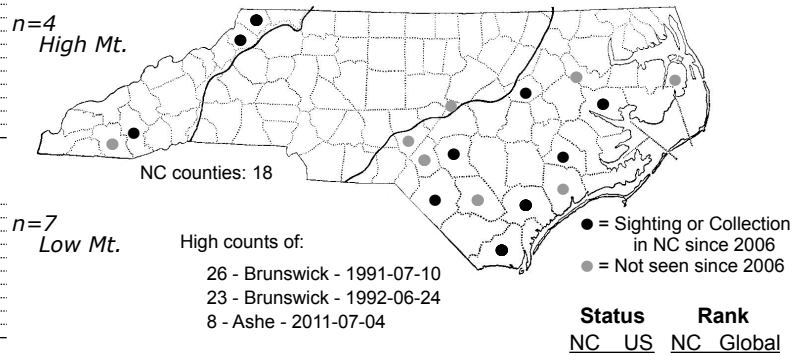 n=4
High Mt.
NC counties: 18
n=7
Low Mt.
High counts of:
26 - Brunswick - 1991-07-10
23 - Brunswick - 1992-06-24
8 - Ashe - 2011-07-04
= Sighting or Collection
in NC since 2006
= Not seen since 2006
Status Rank
NC US NC Global